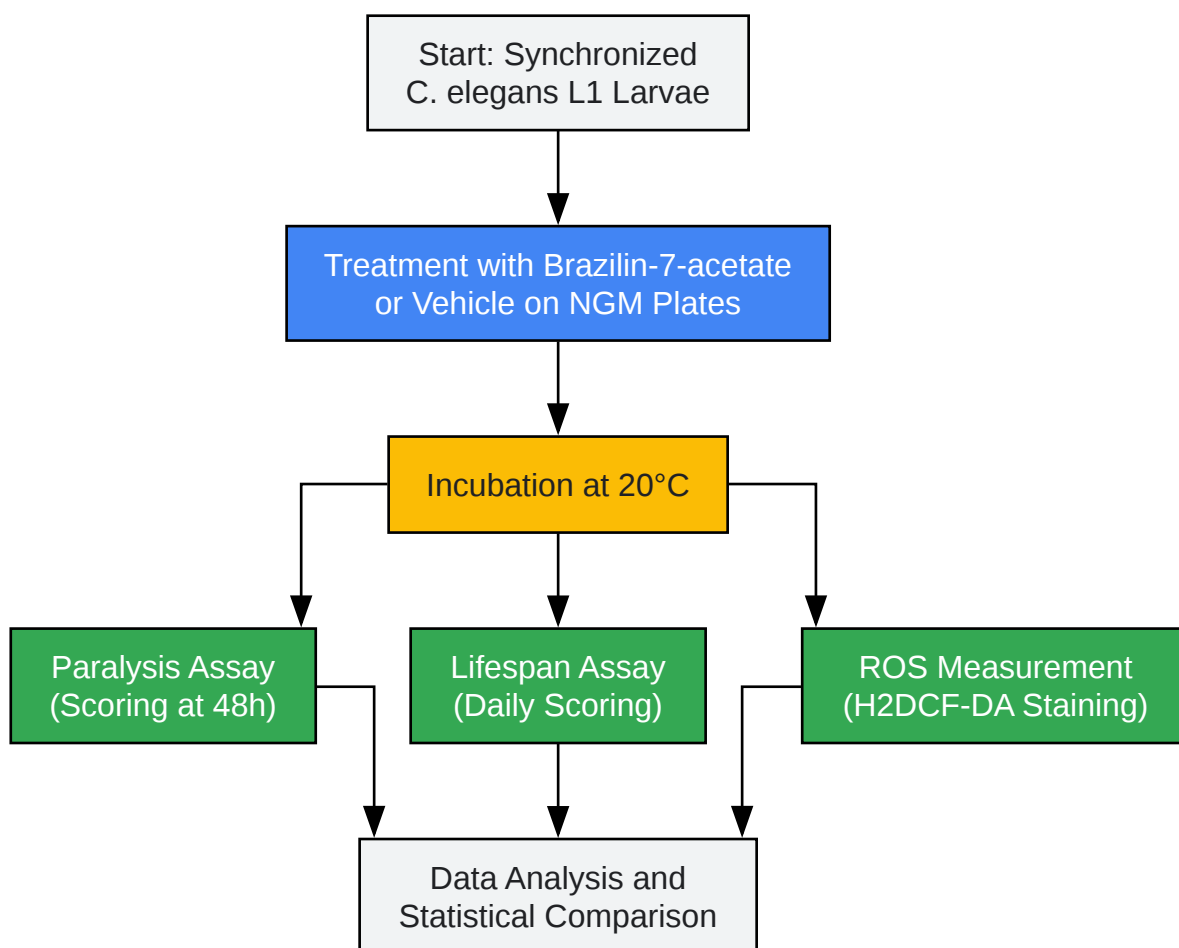 Start: Synchronized
C. elegans L1 Larvae
Treatment with Brazilin-7-acetate
or Vehicle on NGM Plates
Incubation at 20°C
Paralysis Assay
(Scoring at 48h)
Lifespan Assay
(Daily Scoring)
ROS Measurement
(H2DCF-DA Staining)
Data Analysis and
Statistical Comparison